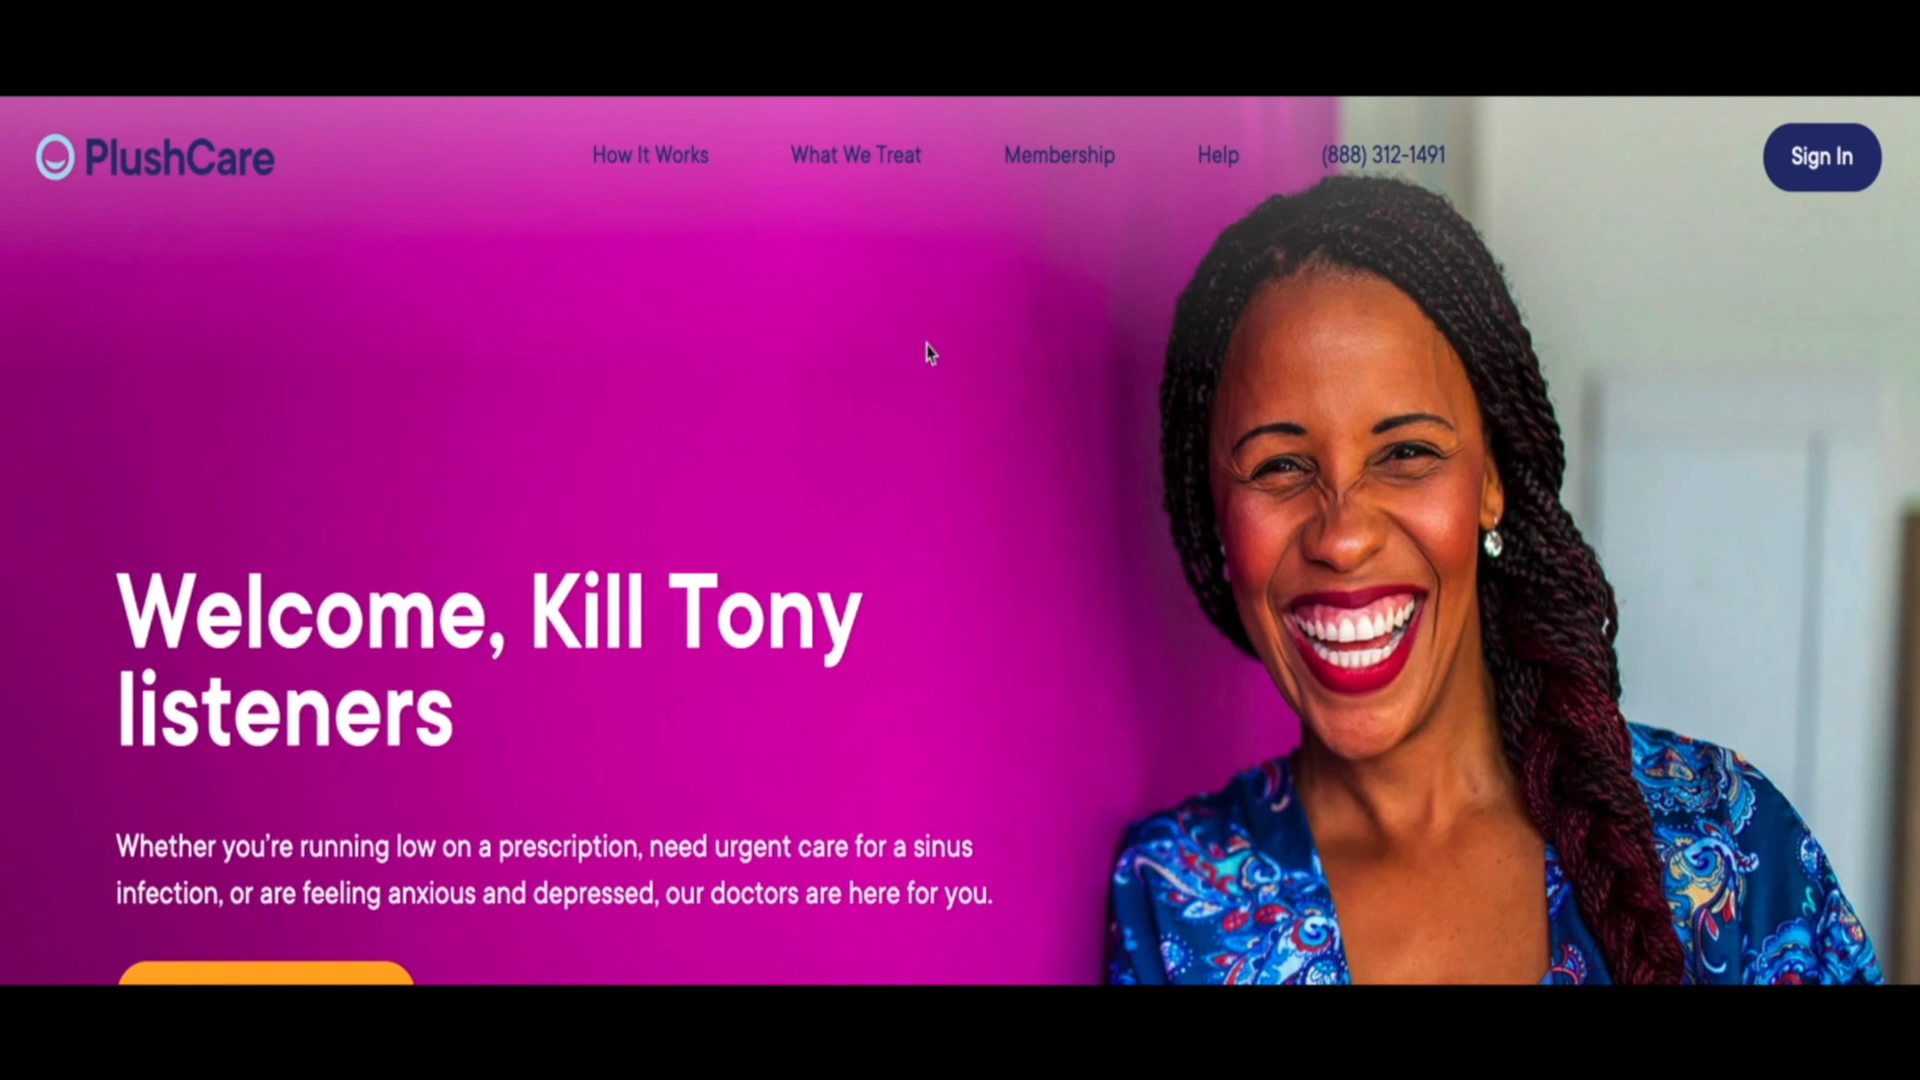 PlushCare
How It Works
What We Treat
Membership
Help
(888) 312-1491
Sign In
Welcome, Kill Tony
listeners
Whether you're running low on a prescription, need urgent care for a sinus
infection, or are feeling anxious and depressed, our doctors are here for you.